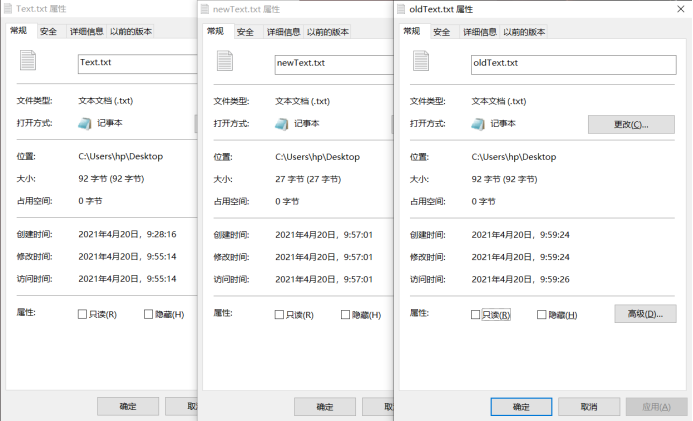 Text.txt 属性
常规 安全 详细信息 以前的版本
Text.txt
文件类型: 文本文档 (.txt)
打开方式: 记事本
位置: C:\Users\hp\Desktop
大小: 92 字节 (92 字节)
占用空间: 0 字节
创建时间: 2021年4月20日，9:28:16
修改时间: 2021年4月20日，9:55:14
访问时间: 2021年4月20日，9:55:14
属性: 只读(R) 隐藏(H)
确定 取
newText.txt 属性
常规 安全 详细信息 以前的版本
newText.txt
文件类型: 文本文档 (.txt)
打开方式: 记事本
位置: C:\Users\hp\Desktop
大小: 27 字节 (27 字节)
占用空间: 0 字节
创建时间: 2021年4月20日，9:57:01
修改时间: 2021年4月20日，9:57:01
访问时间: 2021年4月20日，9:57:01
属性: 只读(R) 隐藏(H)
确定 取
oldText.txt 属性
常规 安全 详细信息 以前的版本
oldText.txt
文件类型: 文本文档 (.txt)
打开方式: 记事本 更改(C)...
位置: C:\Users\hp\Desktop
大小: 92 字节 (92 字节)
占用空间: 0 字节
创建时间: 2021年4月20日，9:59:24
修改时间: 2021年4月20日，9:59:24
访问时间: 2021年4月20日，9:59:26
属性: 只读(R) 隐藏(H) 高级(D)...
确定 取消 应用(A)